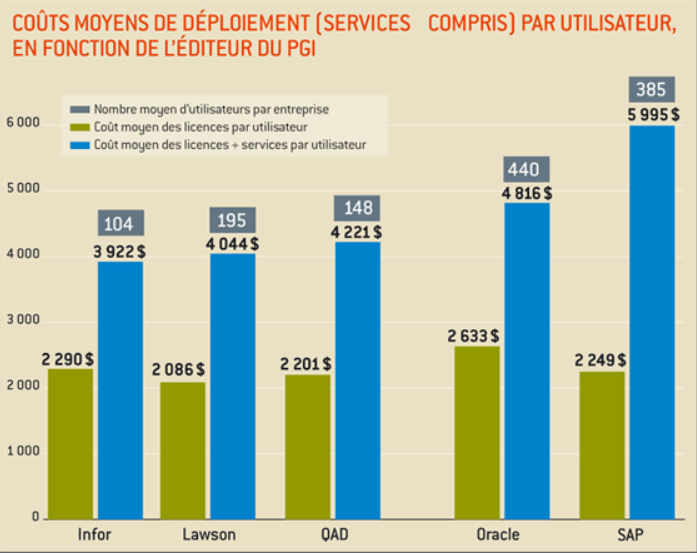 COÛTS MOYENS DE DÉPLOIEMENT (SERVICES COMPRIS) PAR UTILISATEUR,
EN FONCTION DE L'ÉDITEUR DU PGI
Nombre moyen d'utilisateurs par entreprise
Coût moyen des licences par utilisateur
Coût moyen des licences + services par utilisateur
6 000
5 000
4 000
3 000
2 000
1 000
0
2 290 $
104
3 922 $
2 086 $
195
4 044 $
2 201 $
148
4 221 $
2 633 $
440
4 816 $
2 249 $
385
5 995 $
Infor
Lawson
QAD
Oracle
SAP